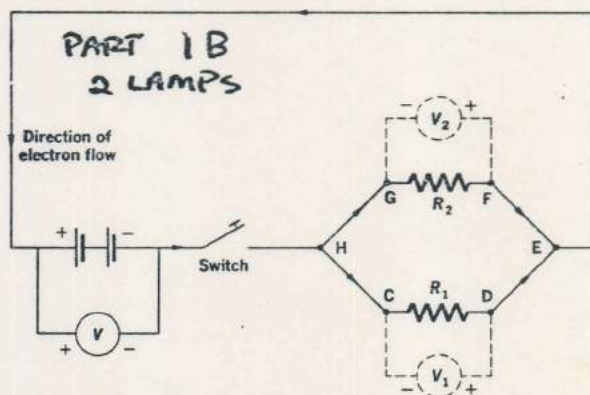 PART 1B
2 LAMPS
Direction of
electron flow
− V₂ +
G F
R₂
+ −
H E
Switch
R₁
C D
+ V −
− V₁ +